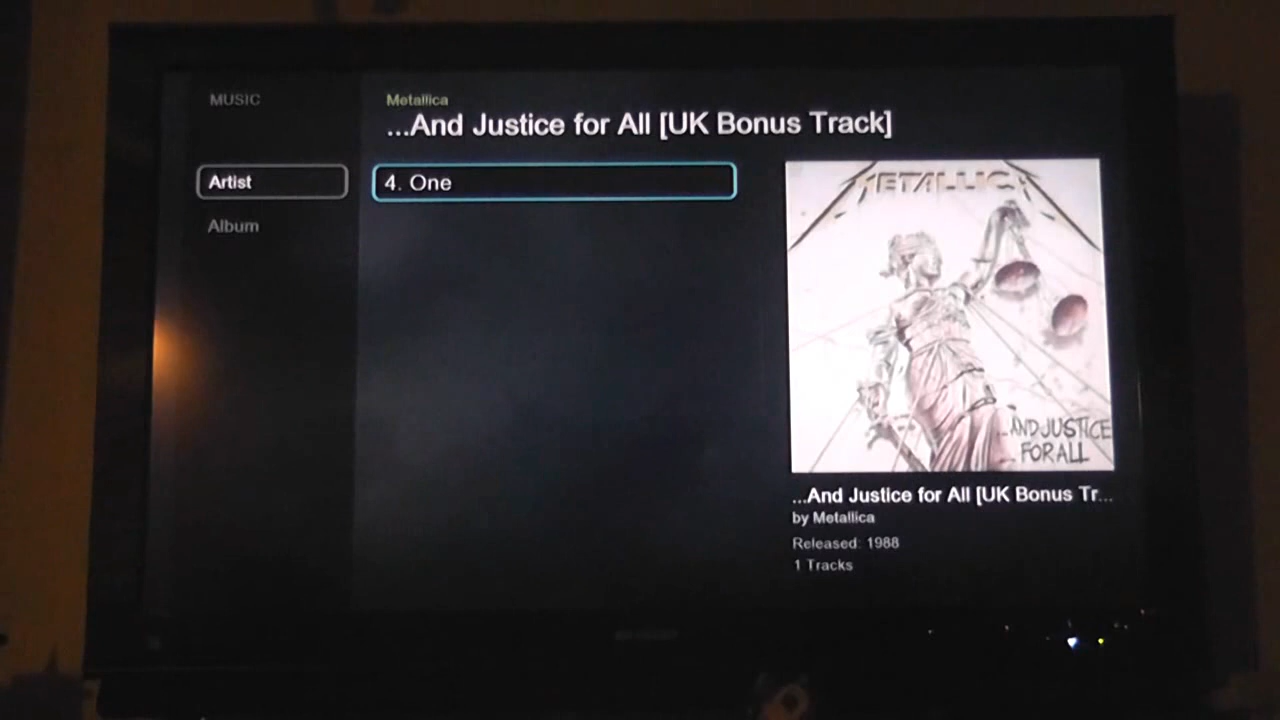 MUSIC
Metallica
...And Justice for All [UK Bonus Track]
Artist
4. One
Album
METALLICA
...AND JUSTICE
FOR ALL
...And Justice for All [UK Bonus Tr...
by Metallica
Released: 1988
1 Tracks